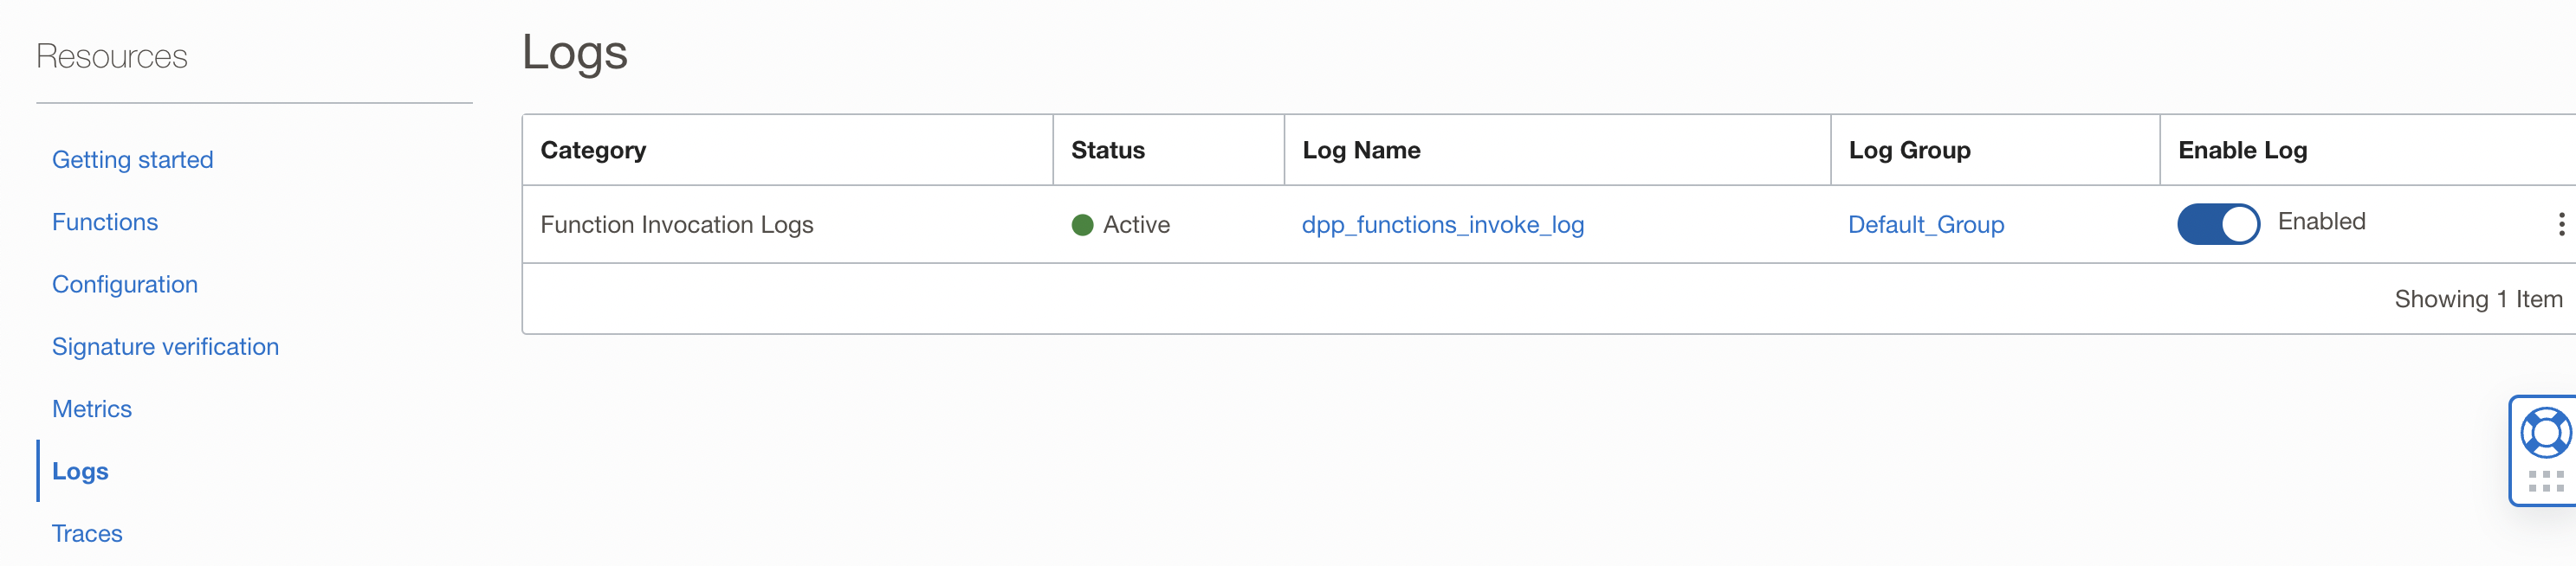 Resources
Getting started
Functions
Configuration
Signature verification
Metrics
Logs
Traces
Logs
Category Status Log Name Log Group Enable Log
Function Invocation Logs Active dpp_functions_invoke_log Default_Group Enabled
Showing 1 Item